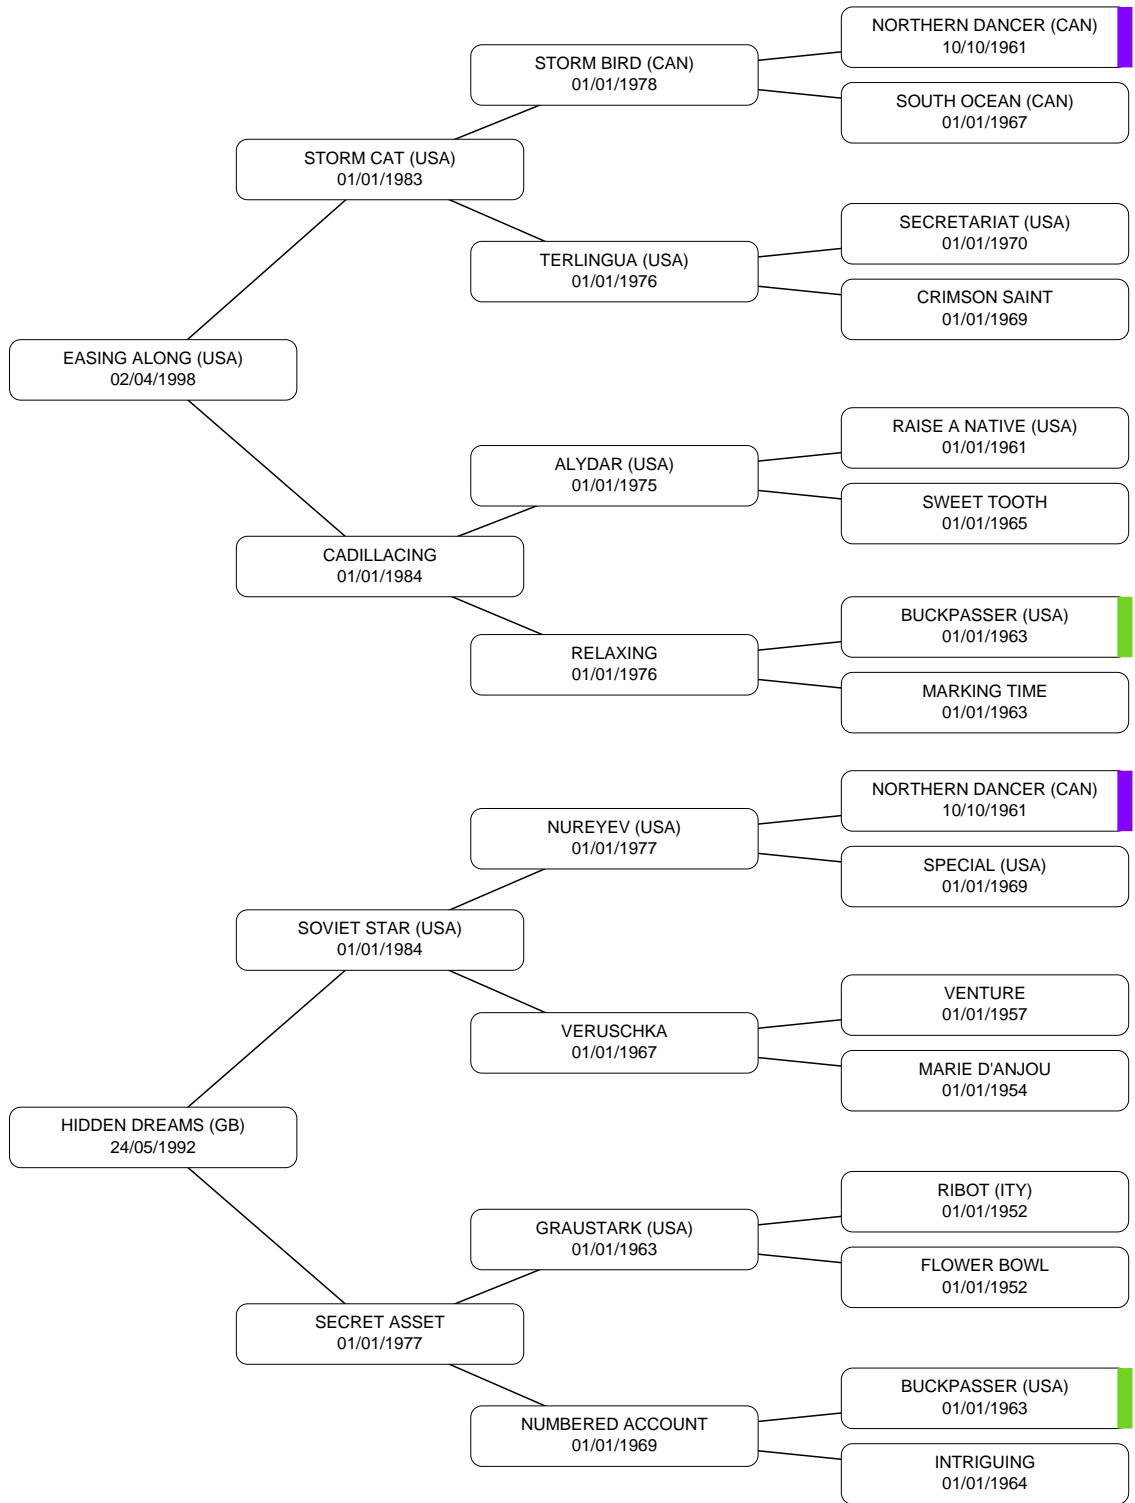 NORTHERN DANCER (CAN)
10/10/1961
STORM BIRD (CAN)
01/01/1978
SOUTH OCEAN (CAN)
01/01/1967
STORM CAT (USA)
01/01/1983
SECRETARIAT (USA)
01/01/1970
TERLINGUA (USA)
01/01/1976
CRIMSON SAINT
01/01/1969
EASING ALONG (USA)
02/04/1998
RAISE A NATIVE (USA)
01/01/1961
ALYDAR (USA)
01/01/1975
SWEET TOOTH
01/01/1965
CADILLACING
01/01/1984
BUCKPASSER (USA)
01/01/1963
RELAXING
01/01/1976
MARKING TIME
01/01/1963
NORTHERN DANCER (CAN)
10/10/1961
NUREYEV (USA)
01/01/1977
SPECIAL (USA)
01/01/1969
SOVIET STAR (USA)
01/01/1984
VENTURE
01/01/1957
VERUSCHKA
01/01/1967
MARIE D'ANJOU
01/01/1954
HIDDEN DREAMS (GB)
24/05/1992
RIBOT (ITY)
01/01/1952
GRAUSTARK (USA)
01/01/1963
FLOWER BOWL
01/01/1952
SECRET ASSET
01/01/1977
BUCKPASSER (USA)
01/01/1963
NUMBERED ACCOUNT
01/01/1969
INTRIGUING
01/01/1964